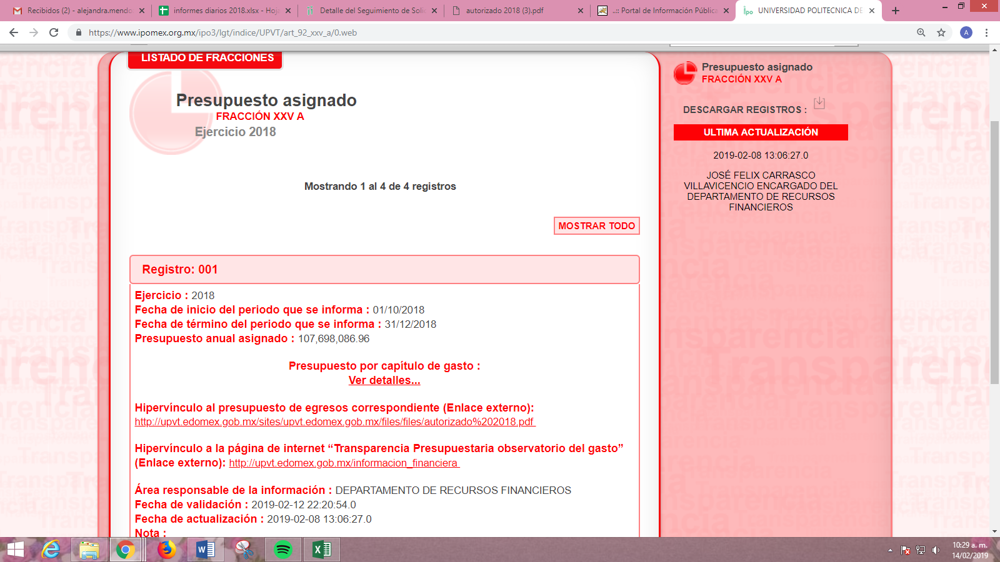 Recibidos (2) - alejandra.mendo
informes diarios 2018.xlsx - Hoja
Detalle del Seguimiento de Solic
autorizado 2018 (3).pdf
..:: Portal de Información Pública
UNIVERSIDAD POLITECNICA DE
https://www.ipomex.org.mx/ipo3/lgt/indice/UPVT/art_92_xxv_a/0.web
LISTADO DE FRACCIONES
Presupuesto asignado
FRACCIÓN XXV A
Ejercicio 2018
Mostrando 1 al 4 de 4 registros
MOSTRAR TODO
Registro: 001
Ejercicio : 2018
Fecha de inicio del periodo que se informa : 01/10/2018
Fecha de término del periodo que se informa : 31/12/2018
Presupuesto anual asignado : 107,698,086.96
Presupuesto por capítulo de gasto :
Ver detalles...
Hipervínculo al presupuesto de egresos correspondiente (Enlace externo):
http://upvt.edomex.gob.mx/sites/upvt.edomex.gob.mx/files/files/autorizado%202018.pdf
Hipervínculo a la página de internet “Transparencia Presupuestaria observatorio del gasto”
(Enlace externo): http://upvt.edomex.gob.mx/informacion_financiera
Área responsable de la información : DEPARTAMENTO DE RECURSOS FINANCIEROS
Fecha de validación : 2019-02-12 22:20:54.0
Fecha de actualización : 2019-02-08 13:06:27.0
Nota :
Presupuesto asignado
FRACCIÓN XXV A
DESCARGAR REGISTROS :
ULTIMA ACTUALIZACIÓN
2019-02-08 13:06:27.0
JOSÉ FELIX CARRASCO
VILLAVICENCIO ENCARGADO DEL
DEPARTAMENTO DE RECURSOS
FINANCIEROS
10:29 a. m.
14/02/2019